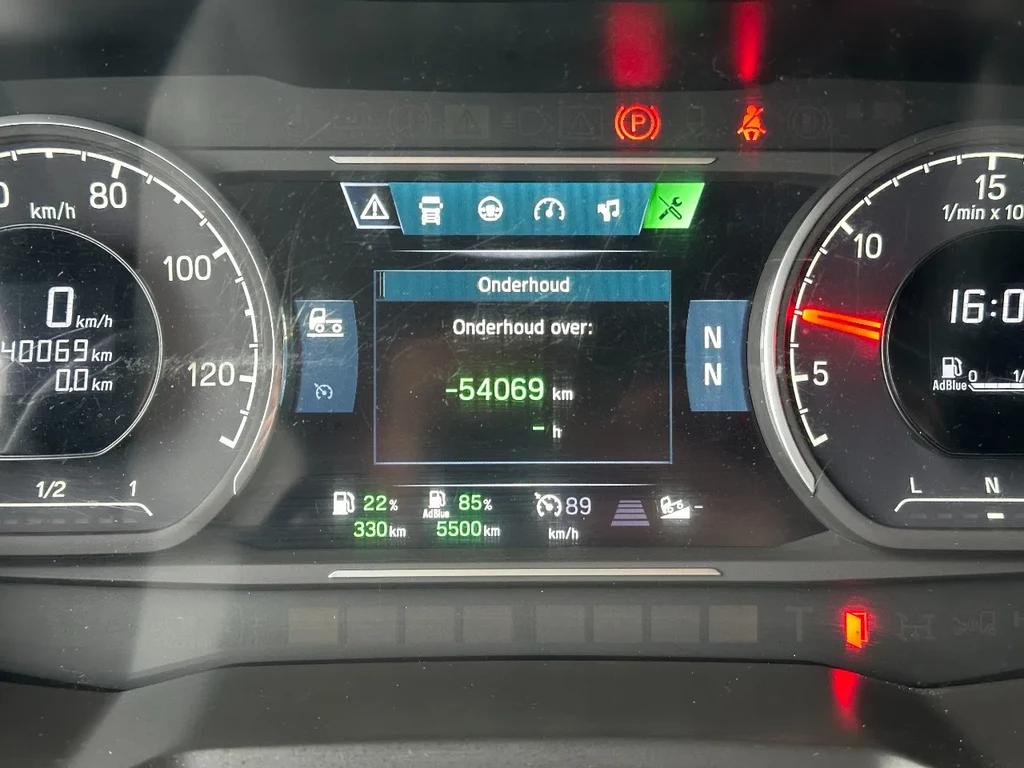 P
80
km/h
100
120
0 km/h
40069 km
0,0 km
1/2 1
Onderhoud
Onderhoud over:
-54069 km
- h
N
N
22% 85% 89
AdBlue
330 km 5500 km km/h
15
1/min x 10
10
5
16:0
AdBlue 0 1/
L N